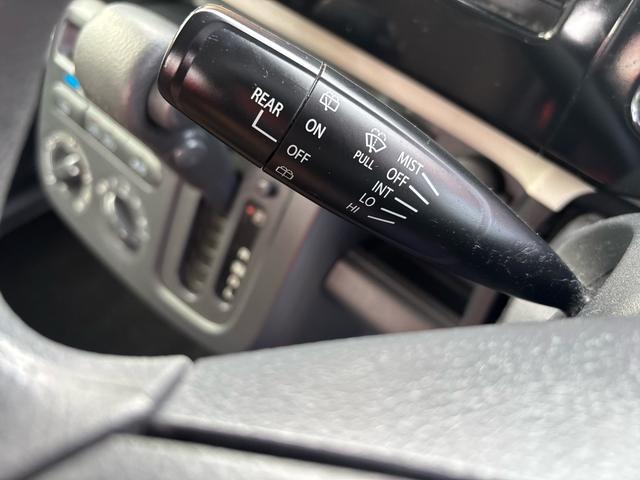 REAR
ON
OFF
PULL
MIST
OFF
INT
LO
HI